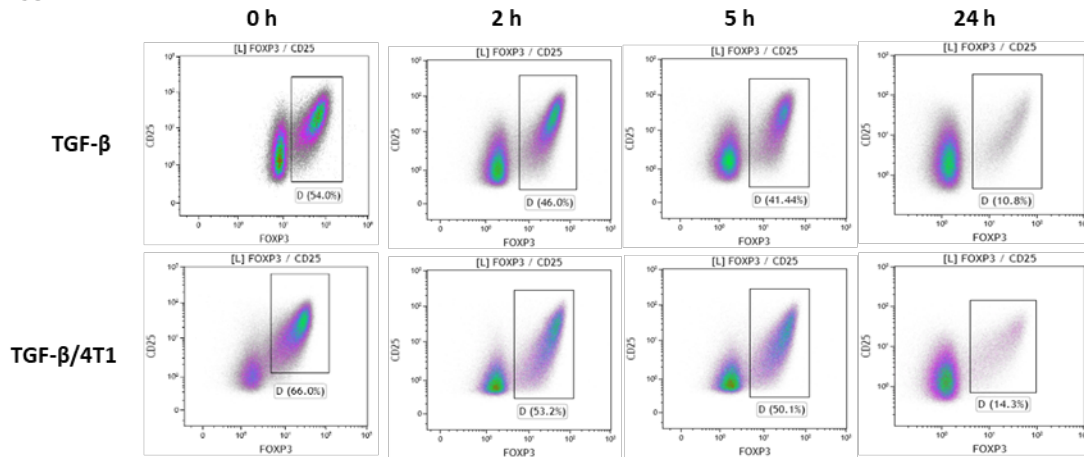 0 h 2 h 5 h 24 h
TGF-β
[L] FOXP3 / CD25
CD25
D (54.0%)
FOXP3
[L] FOXP3 / CD25
CD25
D (46.0%)
FOXP3
[L] FOXP3 / CD25
CD25
D (41.44%)
FOXP3
[L] FOXP3 / CD25
CD25
D (10.8%)
FOXP3
TGF-β/4T1
[L] FOXP3 / CD25
CD25
D (66.0%)
FOXP3
[L] FOXP3 / CD25
CD25
D (53.2%)
FOXP3
[L] FOXP3 / CD25
CD25
D (50.1%)
FOXP3
[L] FOXP3 / CD25
CD25
D (14.3%)
FOXP3